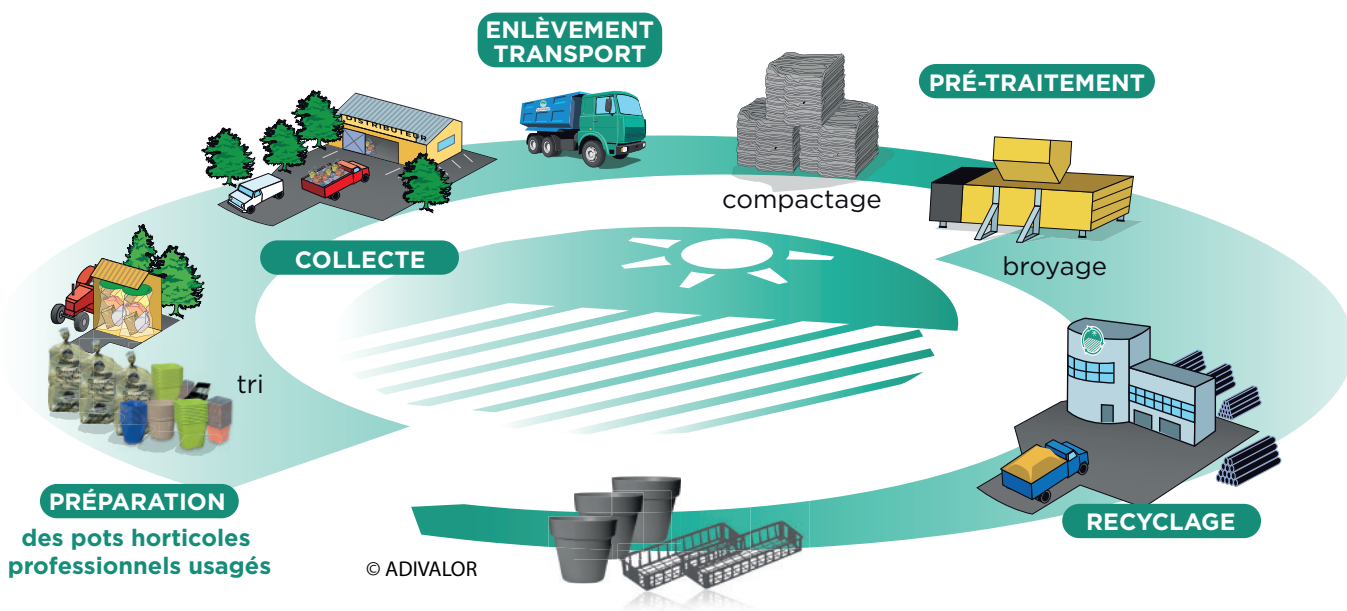 ENLÈVEMENT
TRANSPORT
PRÉ-TRAITEMENT
DISTRIBUTEUR
compactage
COLLECTE
broyage
tri
PRÉPARATION
des pots horticoles
professionnels usagés
RECYCLAGE
© ADIVALOR